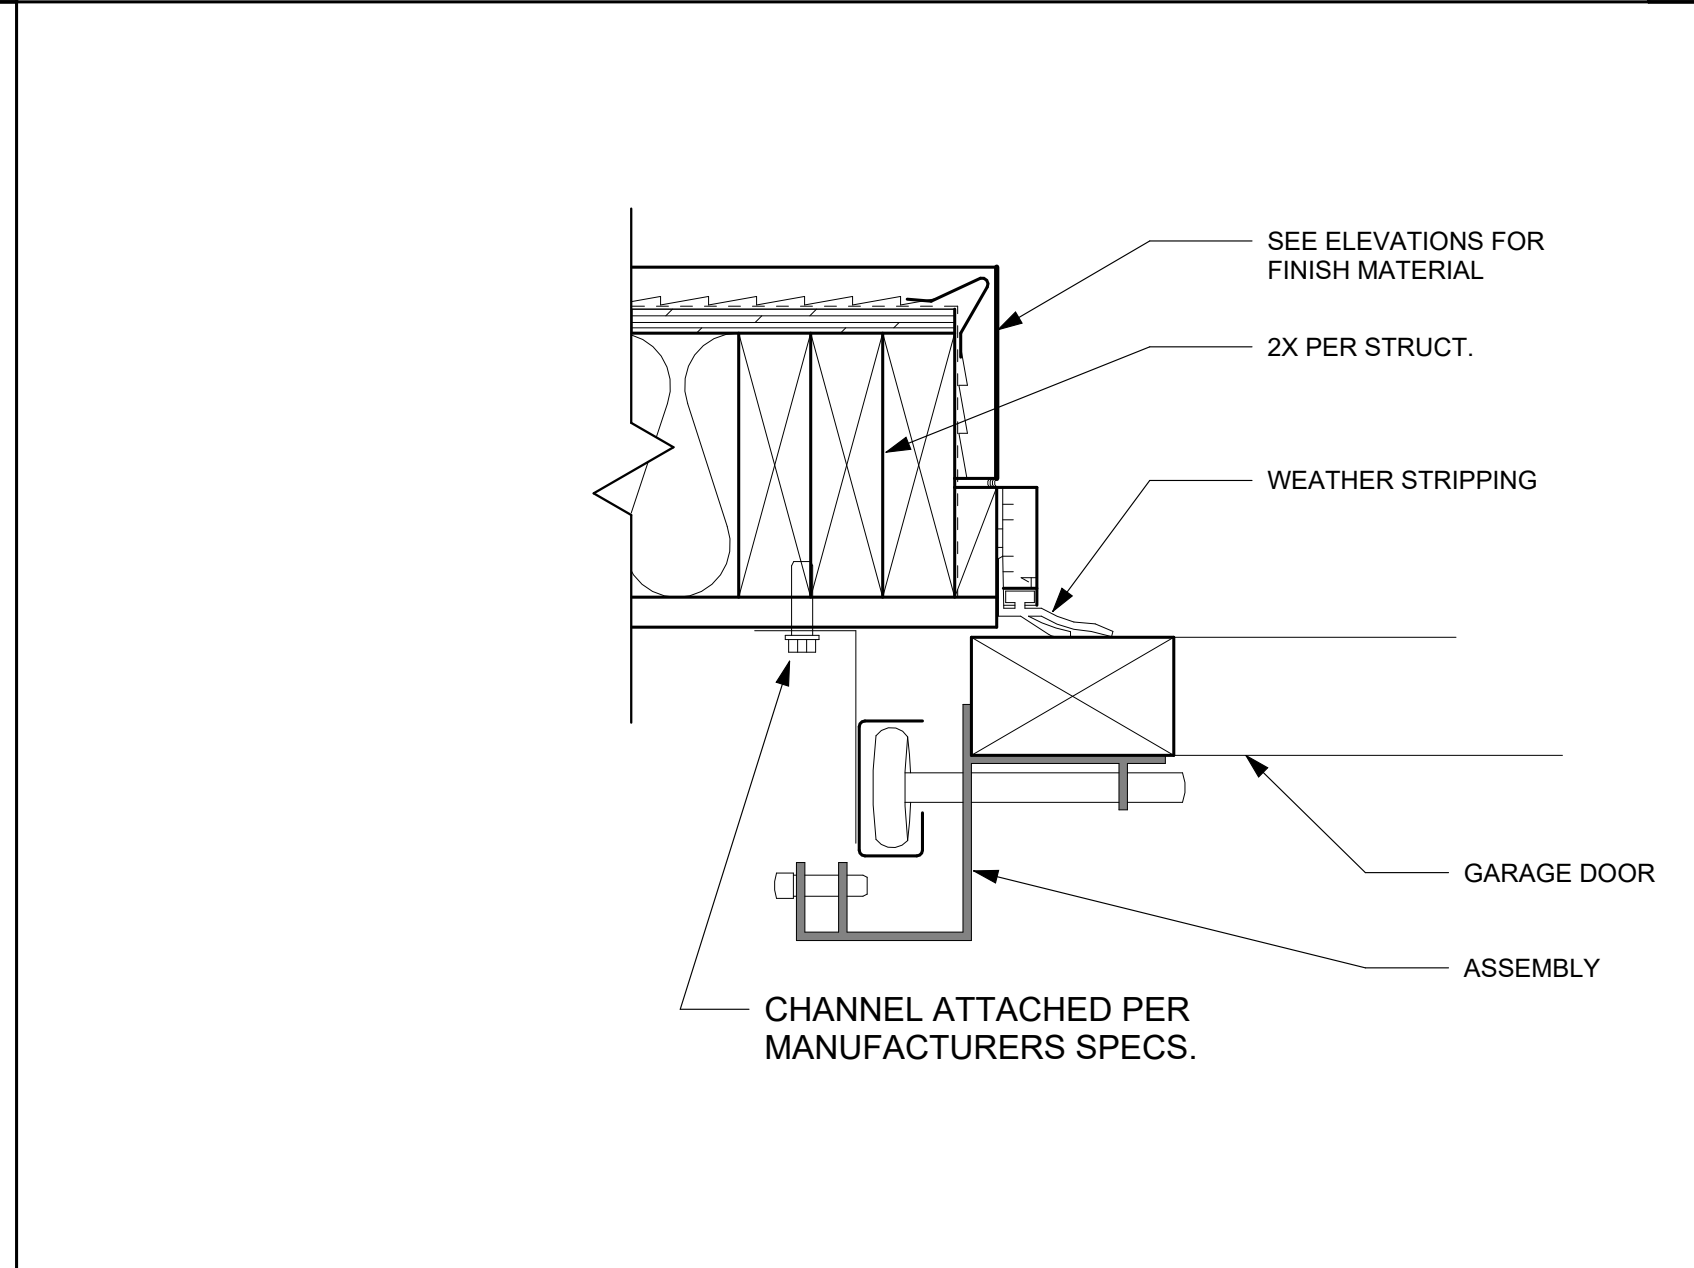 SEE ELEVATIONS FOR
FINISH MATERIAL
2X PER STRUCT.
WEATHER STRIPPING
GARAGE DOOR
ASSEMBLY
CHANNEL ATTACHED PER
MANUFACTURERS SPECS.